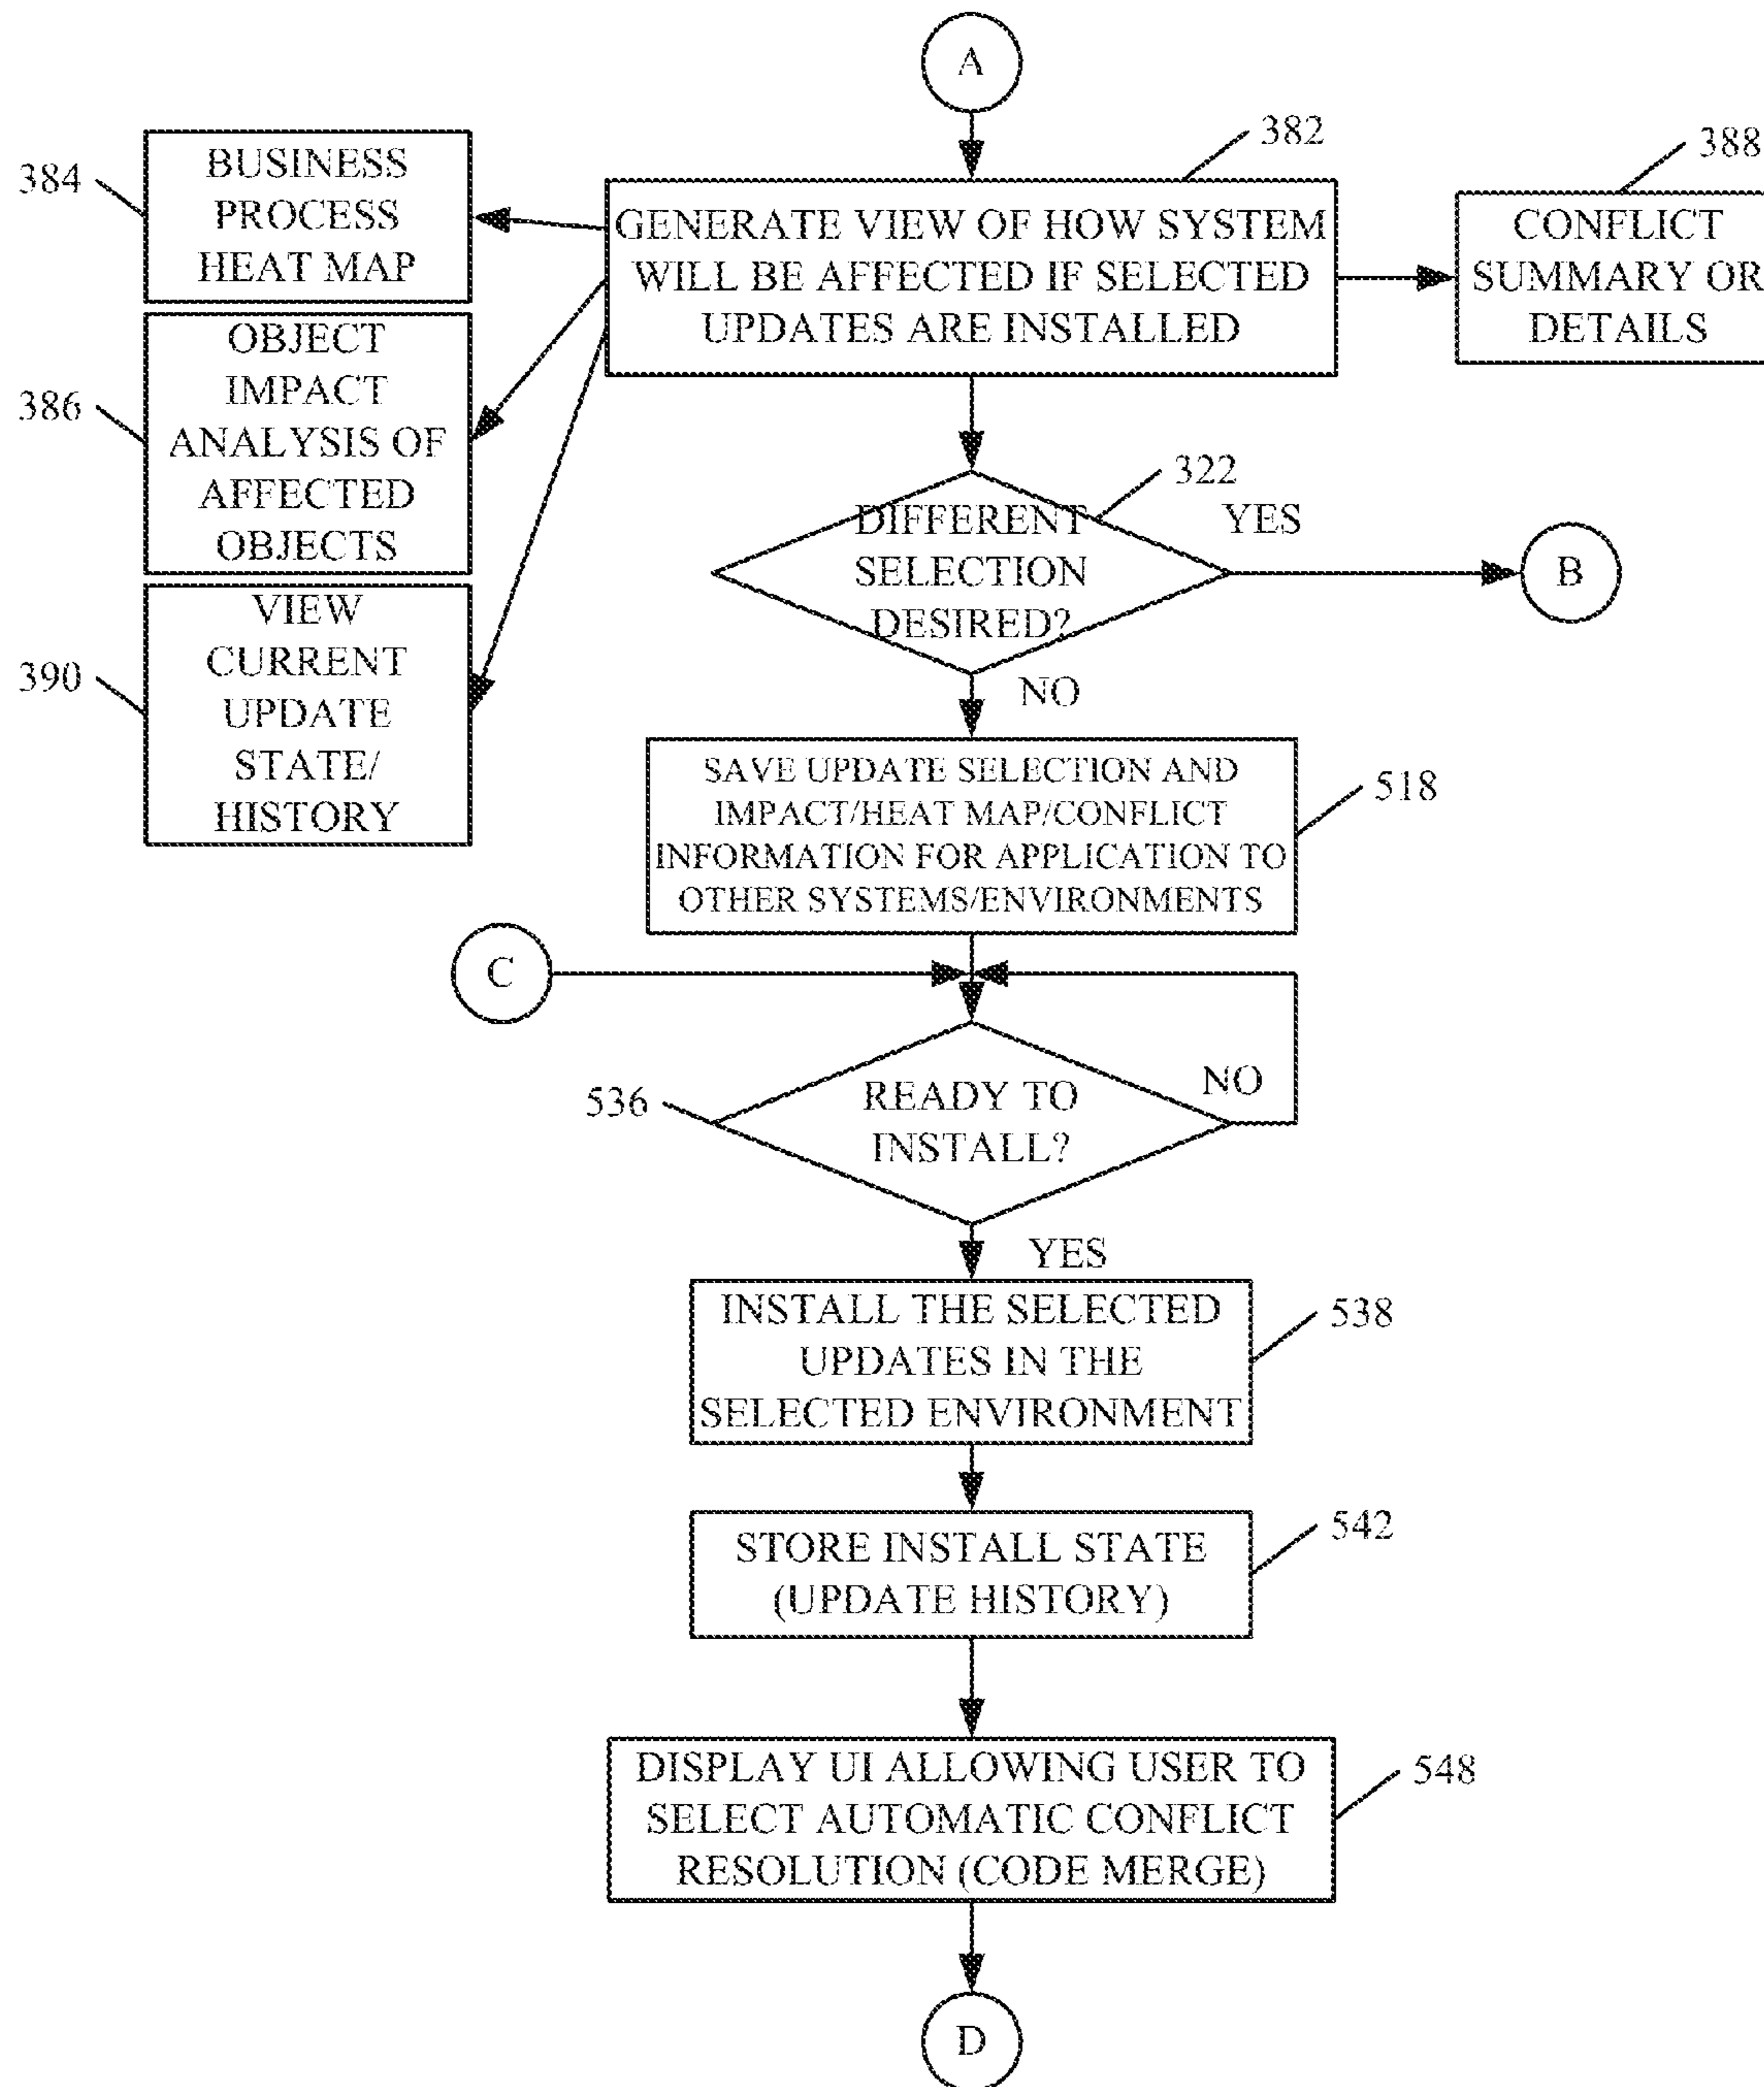 A
382
388
384
BUSINESS
PROCESS
HEAT MAP
GENERATE VIEW OF HOW SYSTEM
WILL BE AFFECTED IF SELECTED
UPDATES ARE INSTALLED
CONFLICT
SUMMARY OR
DETAILS
386
OBJECT
IMPACT
ANALYSIS OF
AFFECTED
OBJECTS
322
DIFFERENT
SELECTION
DESIRED?
YES
B
390
VIEW
CURRENT
UPDATE
STATE/
HISTORY
NO
SAVE UPDATE SELECTION AND
IMPACT/HEAT MAP/CONFLICT
INFORMATION FOR APPLICATION TO
OTHER SYSTEMS/ENVIRONMENTS
518
C
536
READY TO
INSTALL?
NO
YES
INSTALL THE SELECTED
UPDATES IN THE
SELECTED ENVIRONMENT
538
STORE INSTALL STATE
(UPDATE HISTORY)
542
DISPLAY UI ALLOWING USER TO
SELECT AUTOMATIC CONFLICT
RESOLUTION (CODE MERGE)
548
D